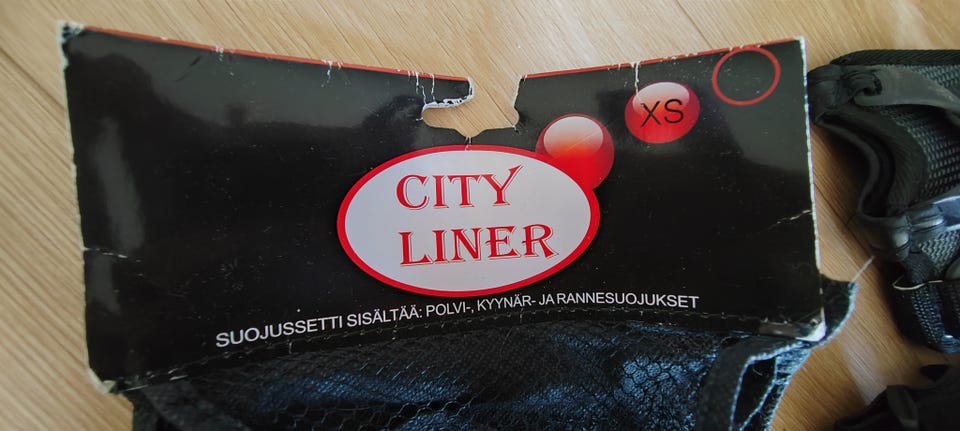 XS
CITY
LINER
SUOJUSSETTI SISÄLTÄÄ: POLVI-, KYYNÄR- JA RANNESUOJUKSET